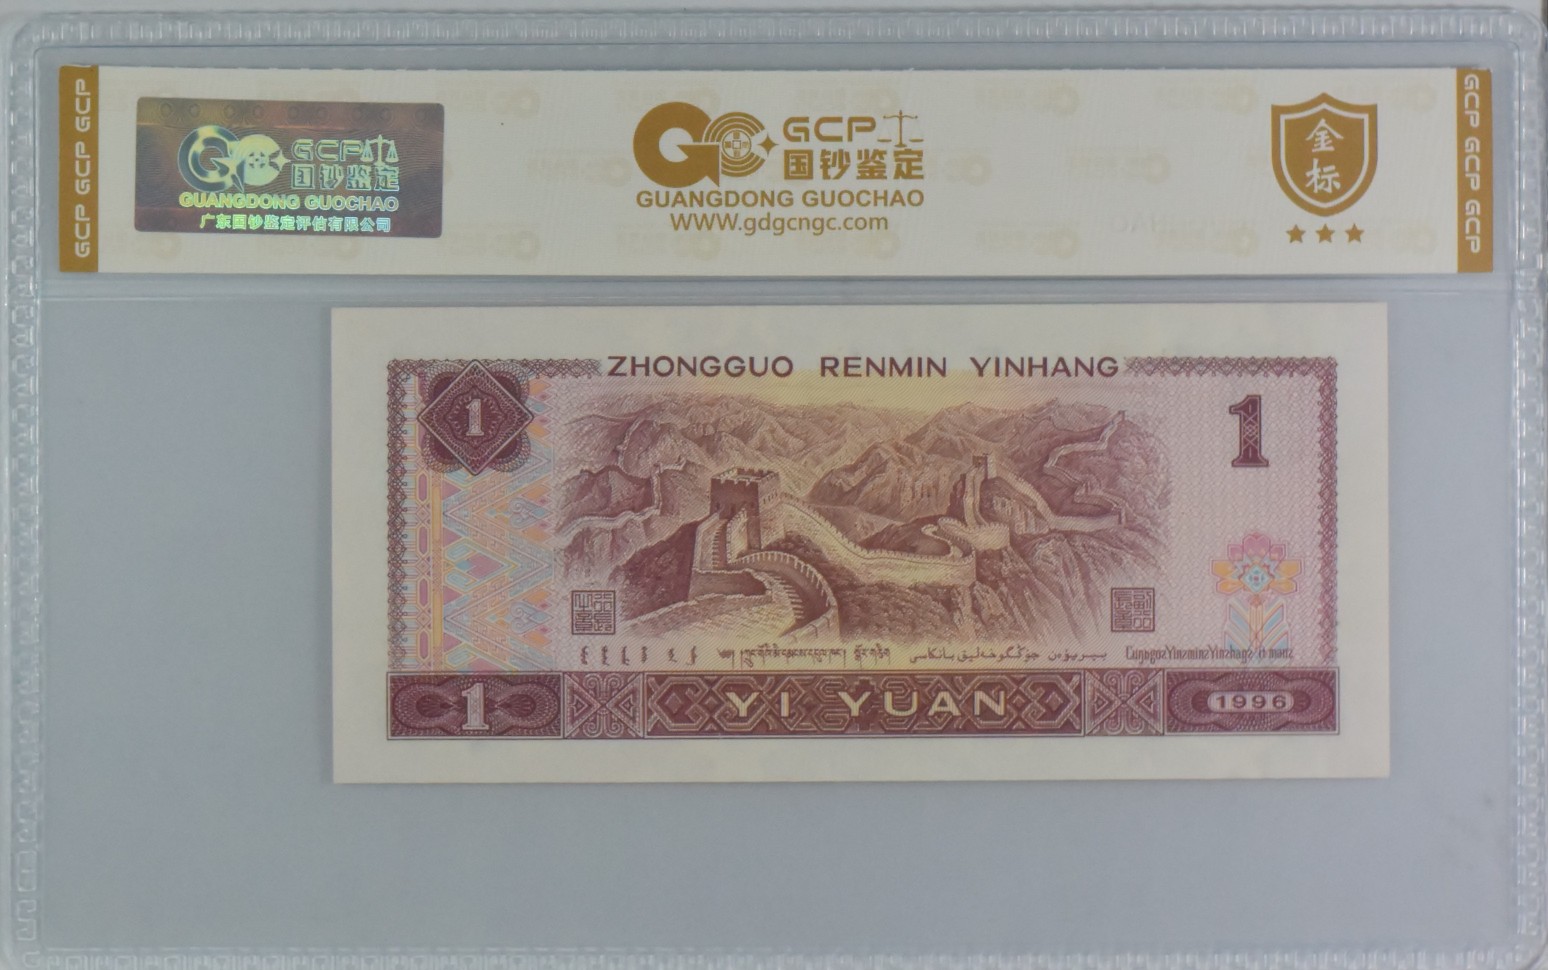 GCP GCP GCP
GCP
国钞鉴定
GUANGDONG GUOCHAO
广东国钞鉴定评估有限公司
GCP
国钞鉴定
GUANGDONG GUOCHAO
WWW.gdgcngc.com
金
标
GCP GCP GCP
ZHONGGUO RENMIN YINHANG
1
1
1
YI YUAN
1996